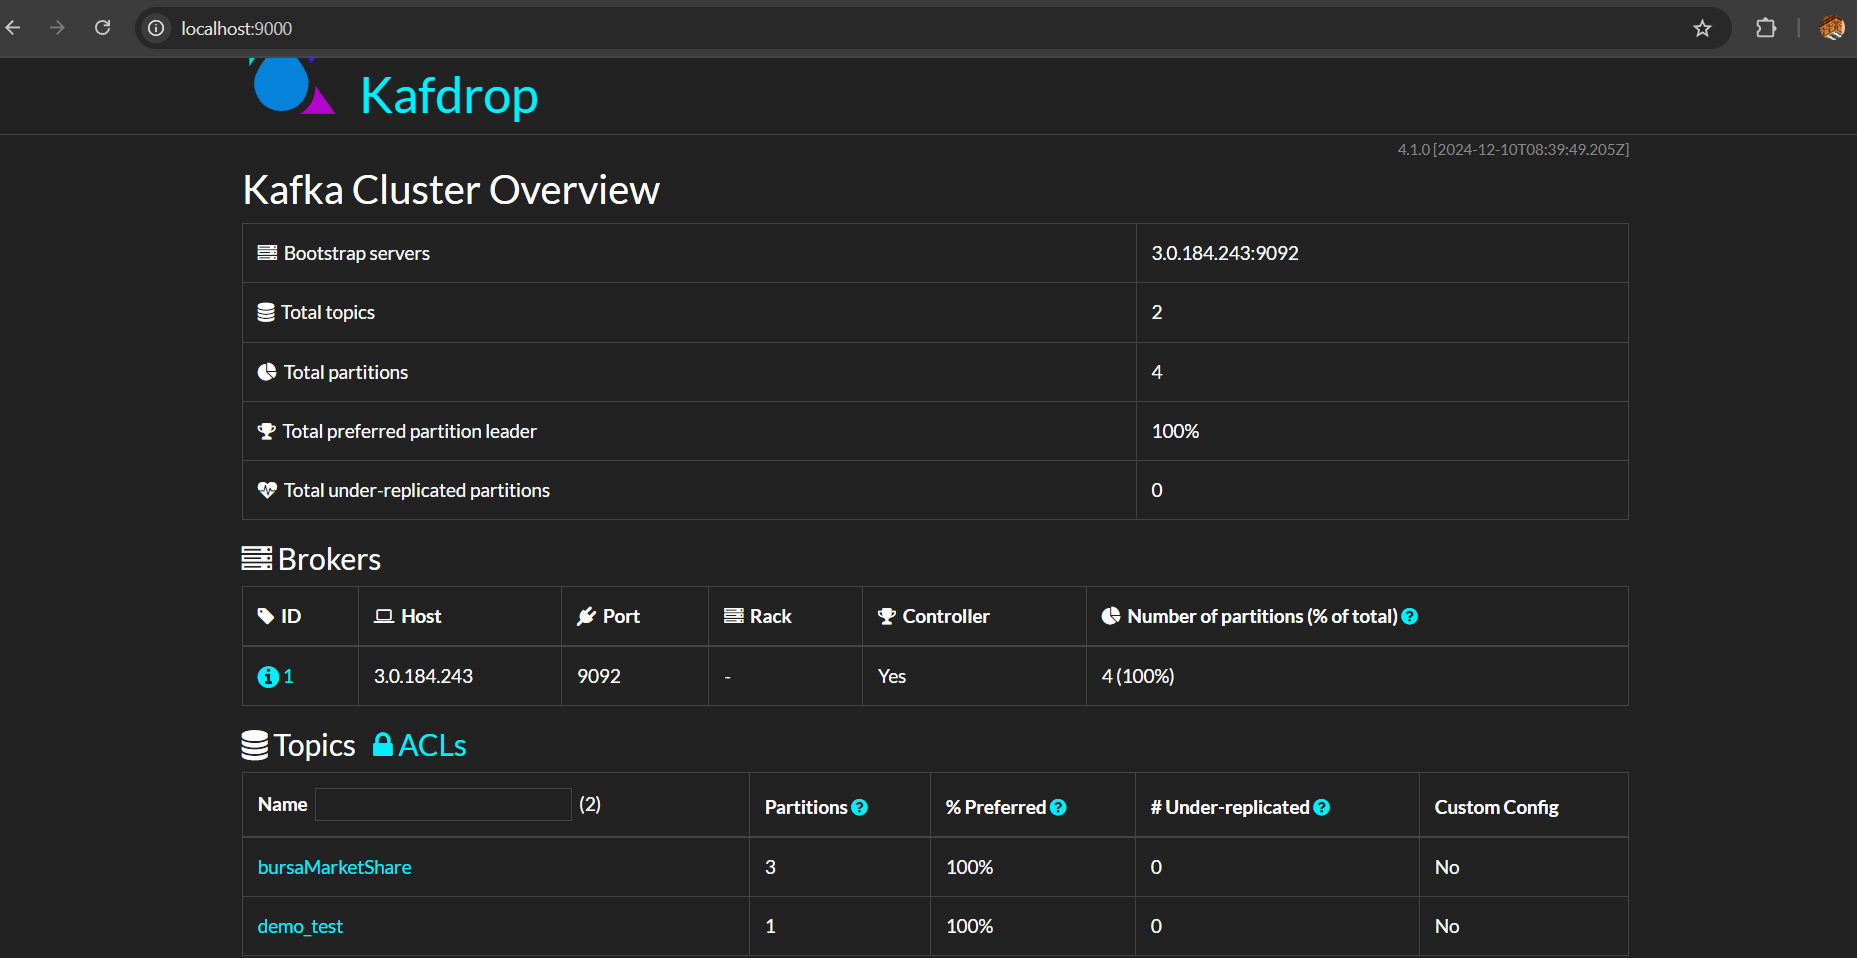 localhost:9000
Kafdrop
4.1.0 [2024-12-10T08:39:49.205Z]
Kafka Cluster Overview
Bootstrap servers 3.0.184.243:9092
Total topics 2
Total partitions 4
Total preferred partition leader 100%
Total under-replicated partitions 0
Brokers
ID Host Port Rack Controller Number of partitions (% of total) ?
1 3.0.184.243 9092 - Yes 4 (100%)
Topics ACLs
Name (2) Partitions ? % Preferred ? # Under-replicated ? Custom Config
bursaMarketShare 3 100% 0 No
demo_test 1 100% 0 No